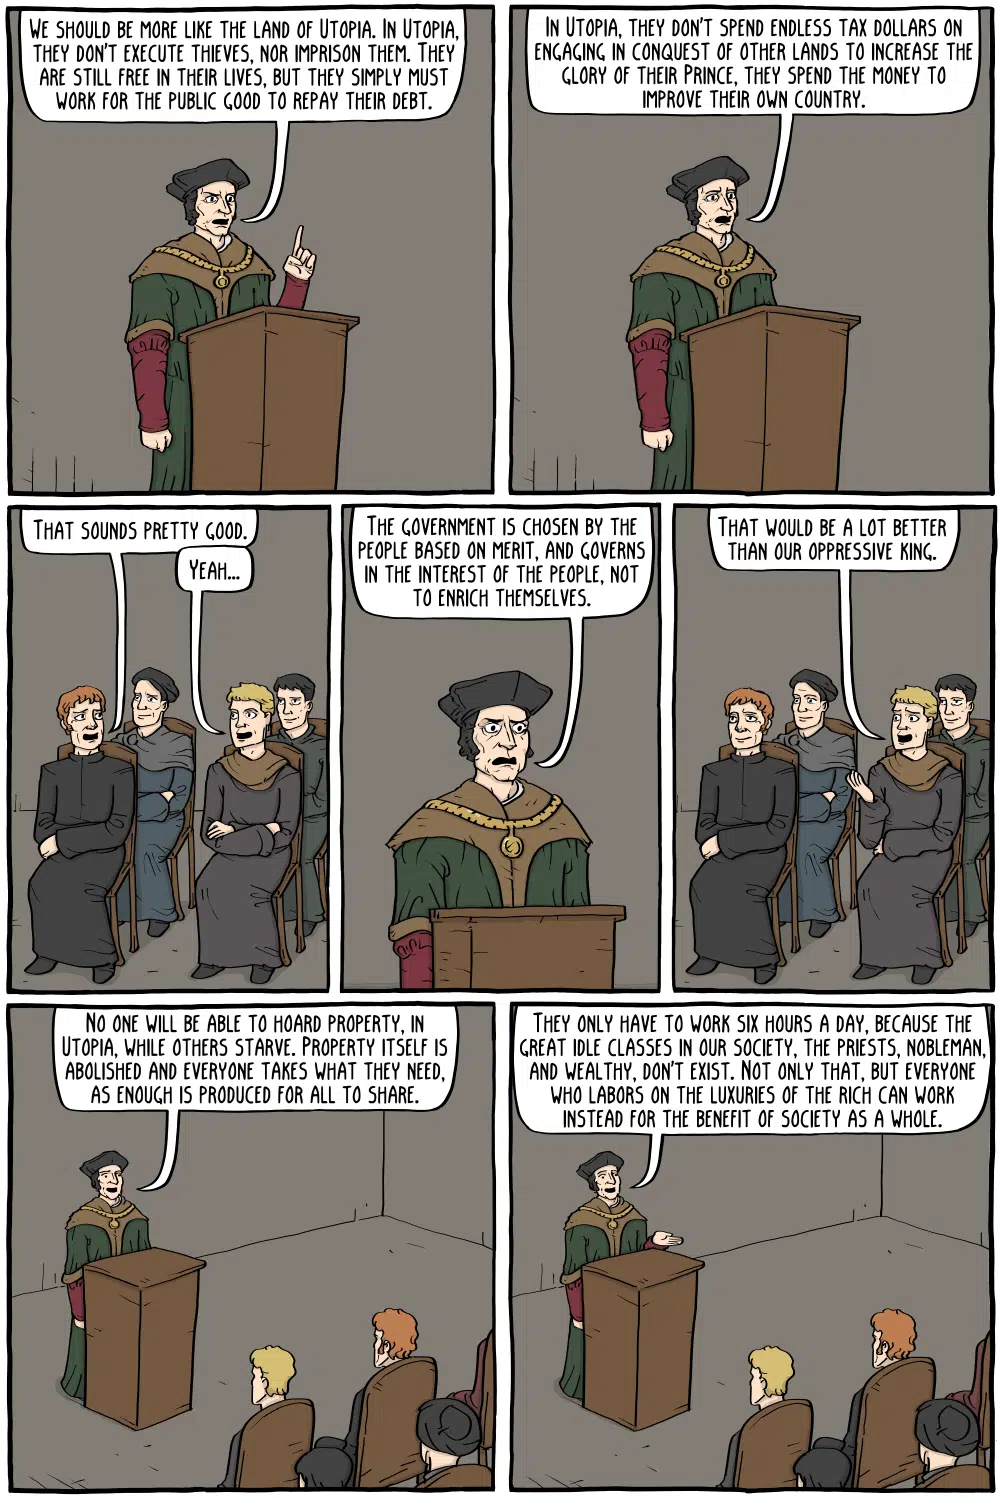 WE SHOULD BE MORE LIKE THE LAND OF UTOPIA. IN UTOPIA,
THEY DON'T EXECUTE THIEVES, NOR IMPRISON THEM. THEY
ARE STILL FREE IN THEIR LIVES, BUT THEY SIMPLY MUST
WORK FOR THE PUBLIC GOOD TO REPAY THEIR DEBT.
IN UTOPIA, THEY DON'T SPEND ENDLESS TAX DOLLARS ON
ENGAGING IN CONQUEST OF OTHER LANDS TO INCREASE THE
GLORY OF THEIR PRINCE, THEY SPEND THE MONEY TO
IMPROVE THEIR OWN COUNTRY.
THAT SOUNDS PRETTY GOOD.
YEAH...
THE GOVERNMENT IS CHOSEN BY THE
PEOPLE BASED ON MERIT, AND GOVERNS
IN THE INTEREST OF THE PEOPLE, NOT
TO ENRICH THEMSELVES.
THAT WOULD BE A LOT BETTER
THAN OUR OPPRESSIVE KING.
NO ONE WILL BE ABLE TO HOARD PROPERTY, IN
UTOPIA, WHILE OTHERS STARVE. PROPERTY ITSELF IS
ABOLISHED AND EVERYONE TAKES WHAT THEY NEED,
AS ENOUGH IS PRODUCED FOR ALL TO SHARE.
THEY ONLY HAVE TO WORK SIX HOURS A DAY, BECAUSE THE
GREAT IDLE CLASSES IN OUR SOCIETY, THE PRIESTS, NOBLEMAN,
AND WEALTHY, DON'T EXIST. NOT ONLY THAT, BUT EVERYONE
WHO LABORS ON THE LUXURIES OF THE RICH CAN WORK
INSTEAD FOR THE BENEFIT OF SOCIETY AS A WHOLE.